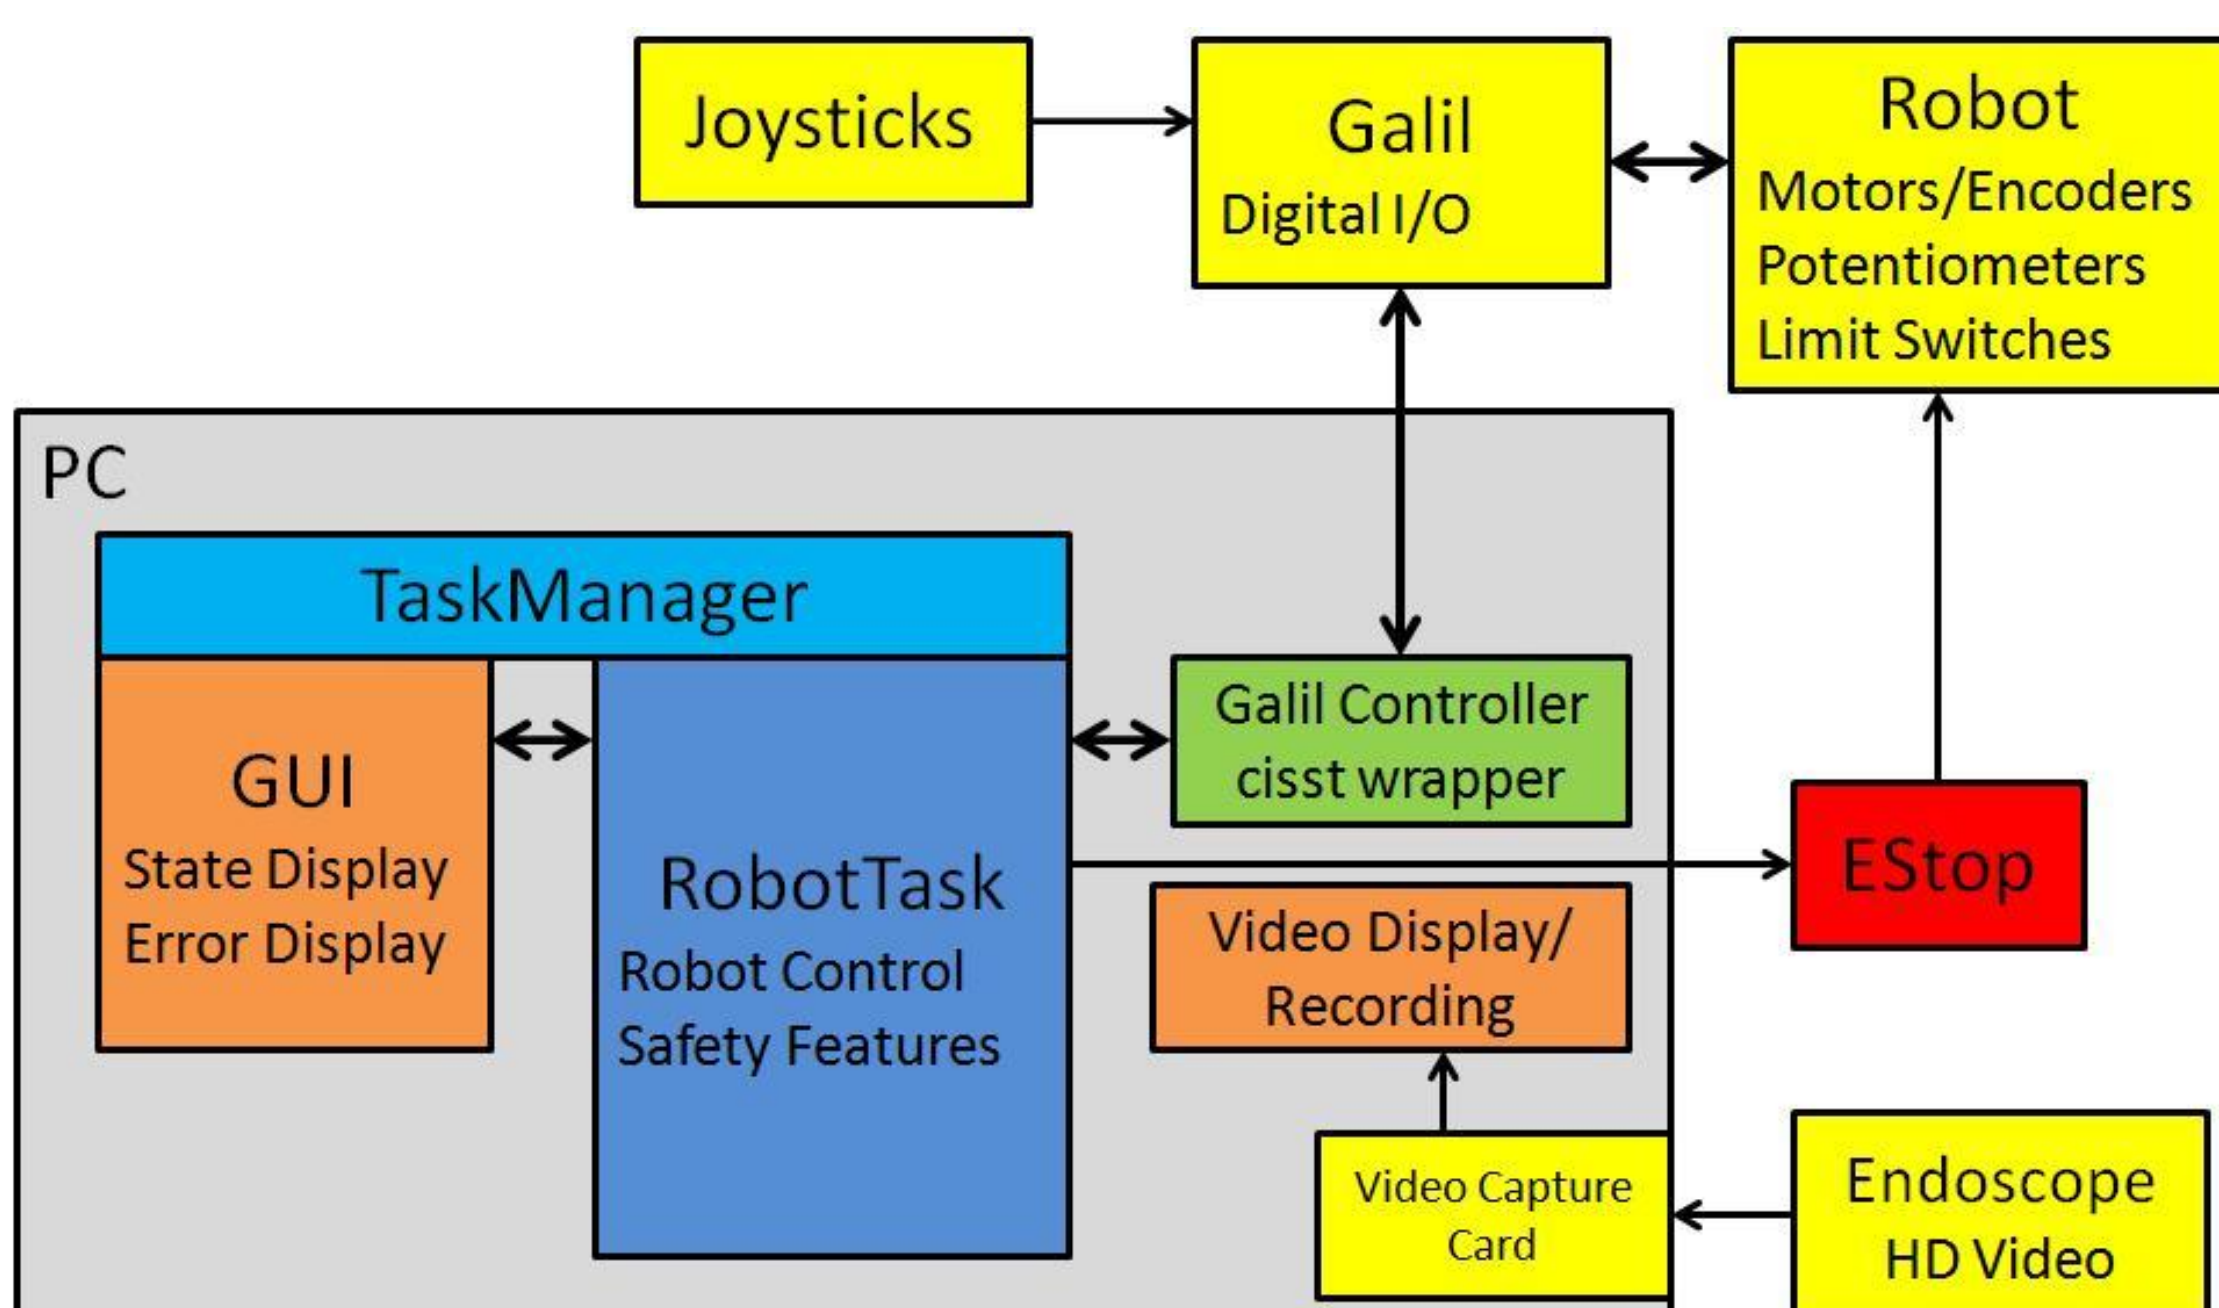 Joysticks
Galil
Digital I/O
Robot
Motors/Encoders
Potentiometers
Limit Switches
PC
TaskManager
GUI
State Display
Error Display
RobotTask
Robot Control
Safety Features
Galil Controller
cisst wrapper
EStop
Video Display/
Recording
Video Capture
Card
Endoscope
HD Video